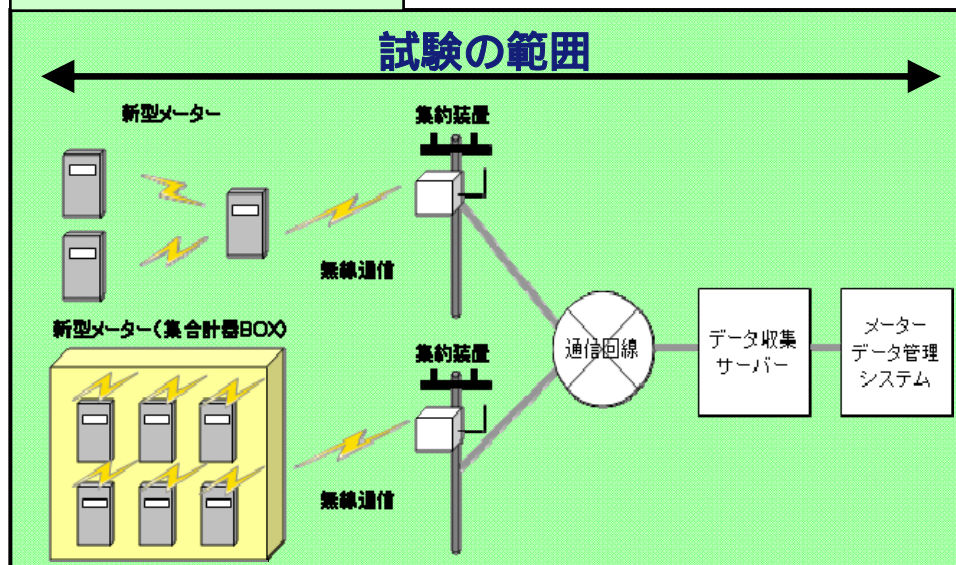 試験の範囲
新型メーター
集約装置
無線通信
新型メーター(集合計器BOX)
集約装置
無線通信
通信回線
データ収集
サーバー
メーター
データ管理
システム